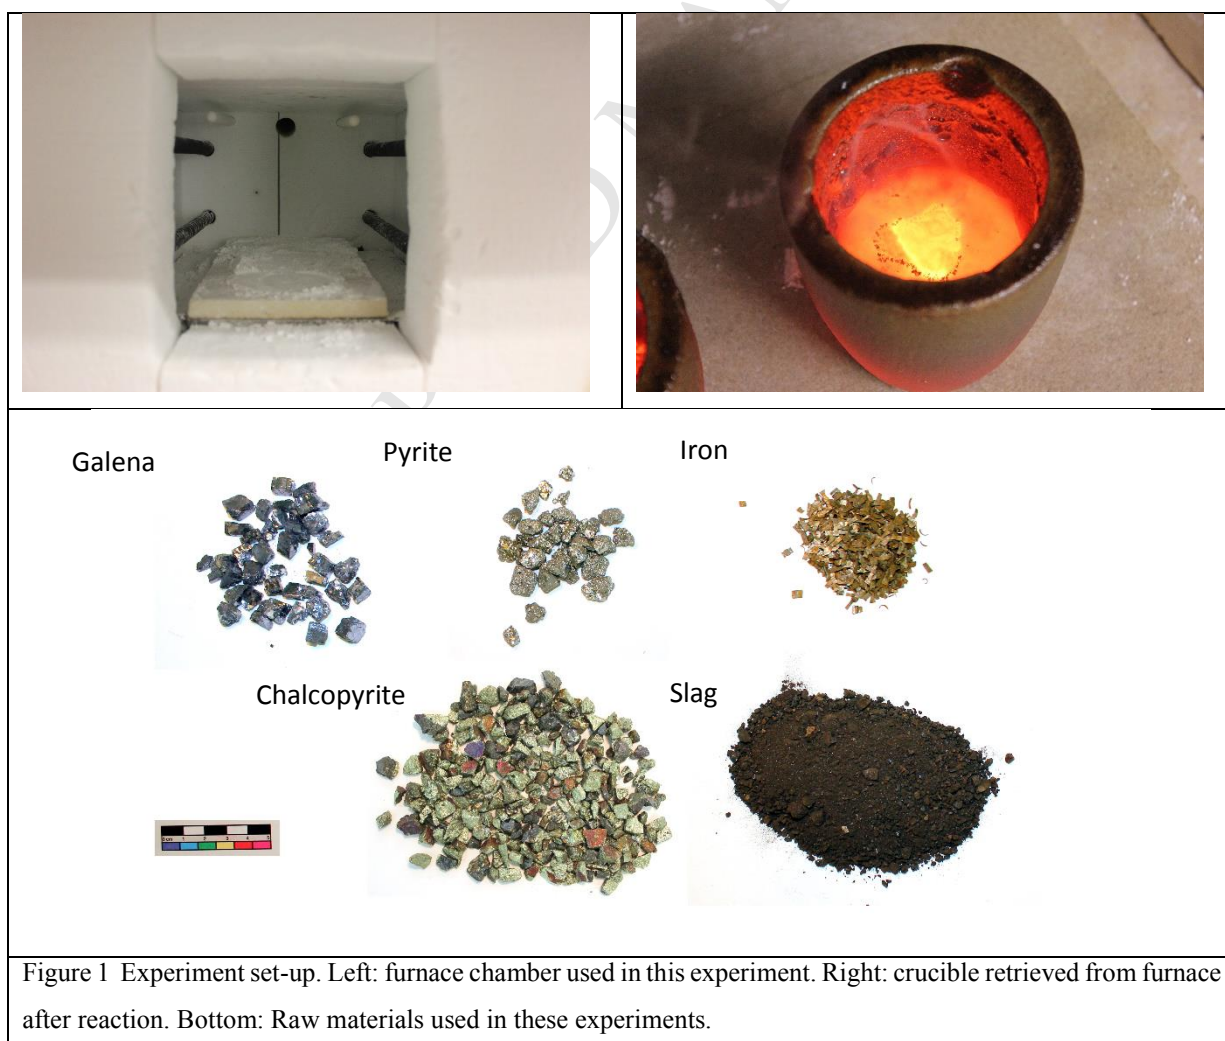 Galena
Pyrite
Iron
Chalcopyrite
Slag
Figure 1 Experiment set-up. Left: furnace chamber used in this experiment. Right: crucible retrieved from furnace
after reaction. Bottom: Raw materials used in these experiments.